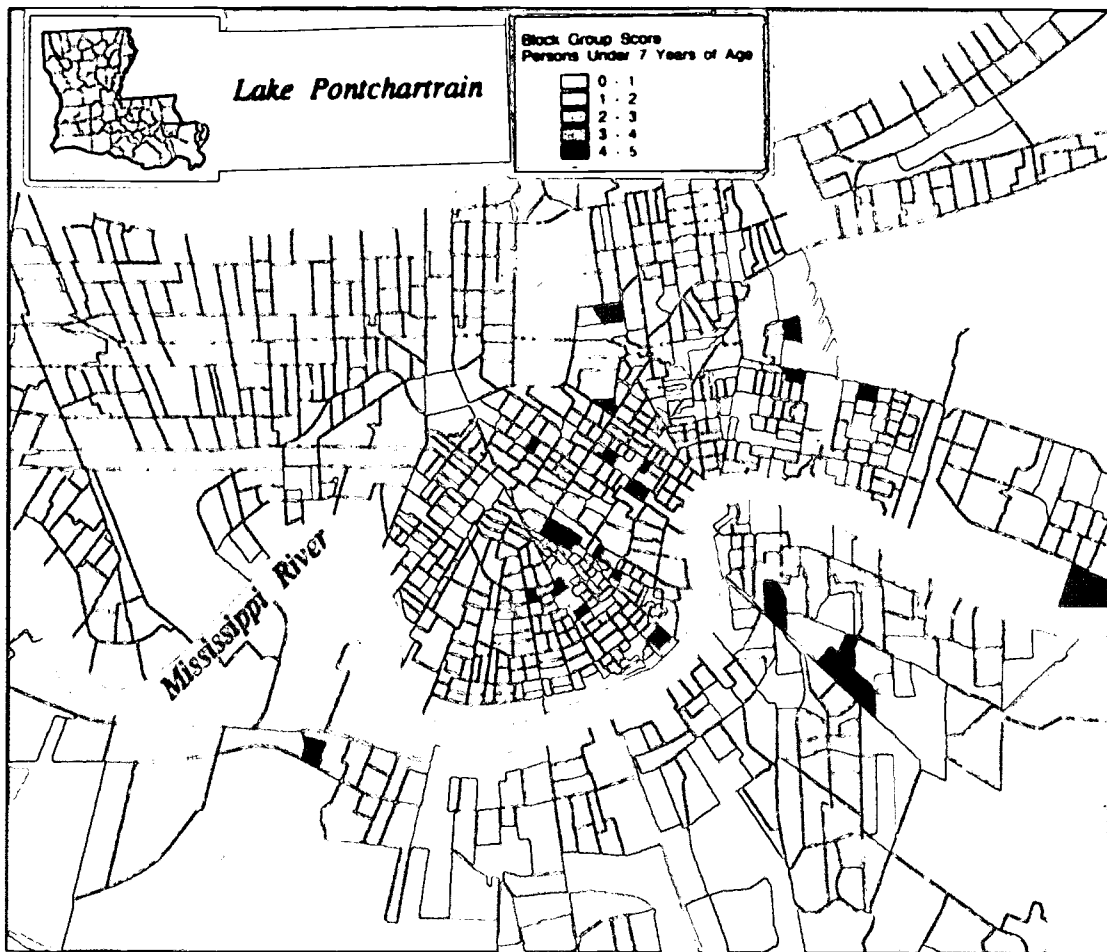 Lake Pontchartrain
Block Group Score
Persons Under 7 Years of Age
0 - 1
1 - 2
2 - 3
3 - 4
4 - 5
Mississippi River